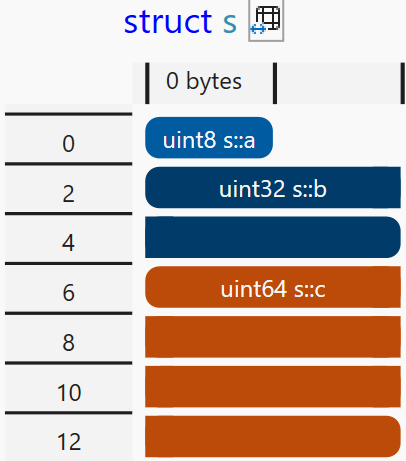 struct s
0 bytes
0 uint8 s::a
2 uint32 s::b
4
6 uint64 s::c
8
10
12